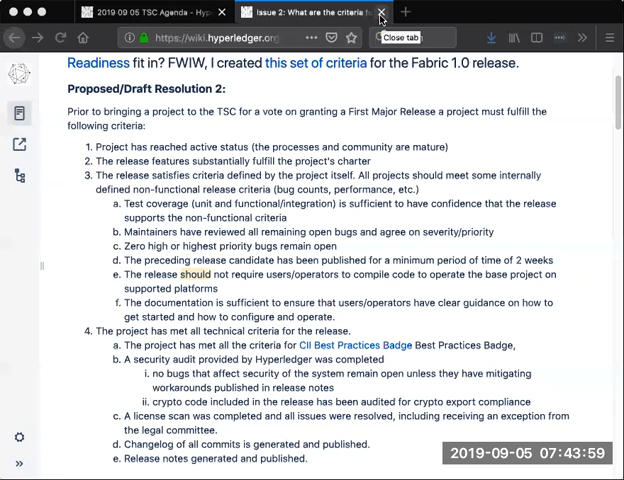 2019 09 05 TSC Agenda - Hype
Issue 2: What are the criteria f
https://wiki.hyperledger.org
Close tab
Readiness fit in? FWIW, I created this set of criteria for the Fabric 1.0 release.
Proposed/Draft Resolution 2:
Prior to bringing a project to the TSC for a vote on granting a First Major Release a project must fulfill the
following criteria:
1. Project has reached active status (the processes and community are mature)
2. The release features substantially fulfill the project's charter
3. The release satisfies criteria defined by the project itself. All projects should meet some internally
defined non-functional release criteria (bug counts, performance, etc.)
a. Test coverage (unit and functional/integration) is sufficient to have confidence that the release
supports the non-functional criteria
b. Maintainers have reviewed all remaining open bugs and agree on severity/priority
c. Zero high or highest priority bugs remain open
d. The preceding release candidate has been published for a minimum period of time of 2 weeks
e. The release should not require users/operators to compile code to operate the base project on
supported platforms
f. The documentation is sufficient to ensure that users/operators have clear guidance on how to
get started and how to configure and operate.
4. The project has met all technical criteria for the release.
a. The project has met all the criteria for CII Best Practices Badge Best Practices Badge,
b. A security audit provided by Hyperledger was completed
i. no bugs that affect security of the system remain open unless they have mitigating
workarounds published in release notes
ii. crypto code included in the release has been audited for crypto export compliance
c. A license scan was completed and all issues were resolved, including receiving an exception from
the legal committee.
d. Changelog of all commits is generated and published.
e. Release notes generated and published.
2019-09-05 07:43:59